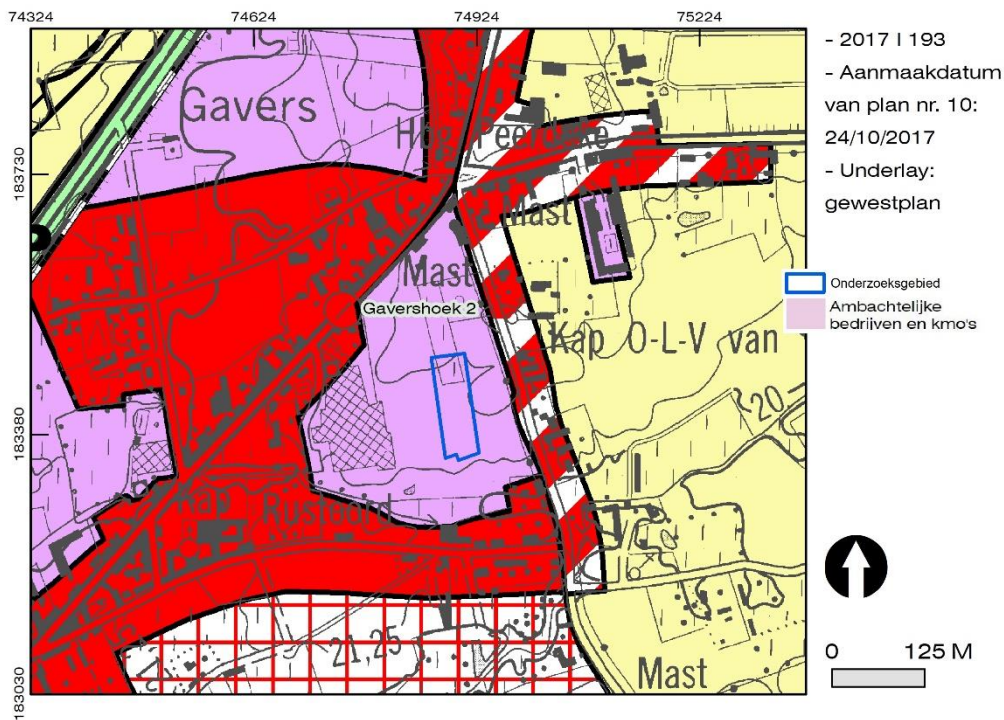 74324
74624
74924
75224
183730
183380
183030
Gavers
Hbg Peerdeke
Mast
Mast
Gavershoek 2
Kap O-L-V van
20
Kap Rustoord
21,25
Mast
- 2017 I 193
- Aanmaakdatum
van plan nr. 10:
24/10/2017
- Underlay:
gewestplan
Onderzoeksgebied
Ambachtelijke
bedrijven en kmo's
0 125 M